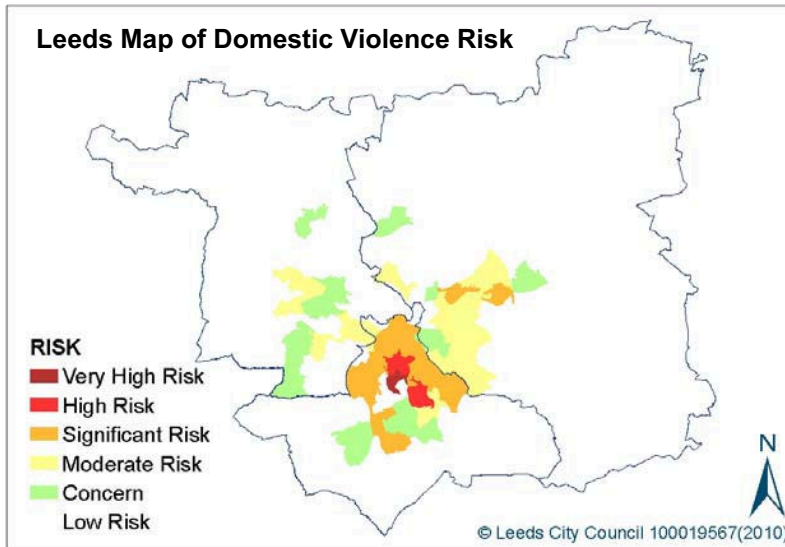 Leeds Map of Domestic Violence Risk
RISK
Very High Risk
High Risk
Significant Risk
Moderate Risk
Concern
Low Risk
N
© Leeds City Council 100019567(2010)